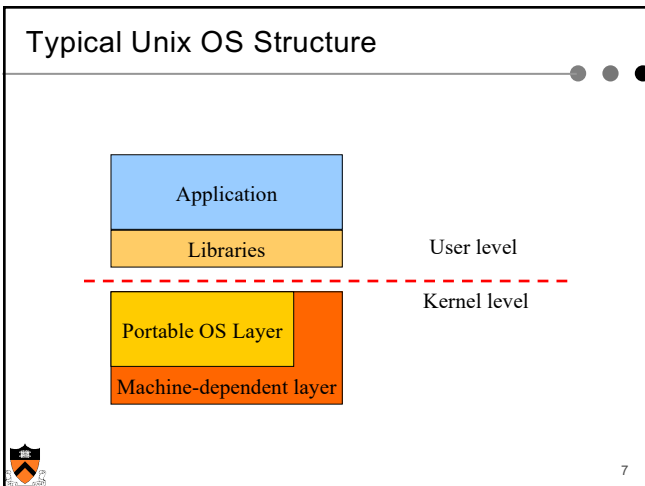 Typical Unix OS Structure
Application
Libraries
User level
Kernel level
Portable OS Layer
Machine-dependent layer
7